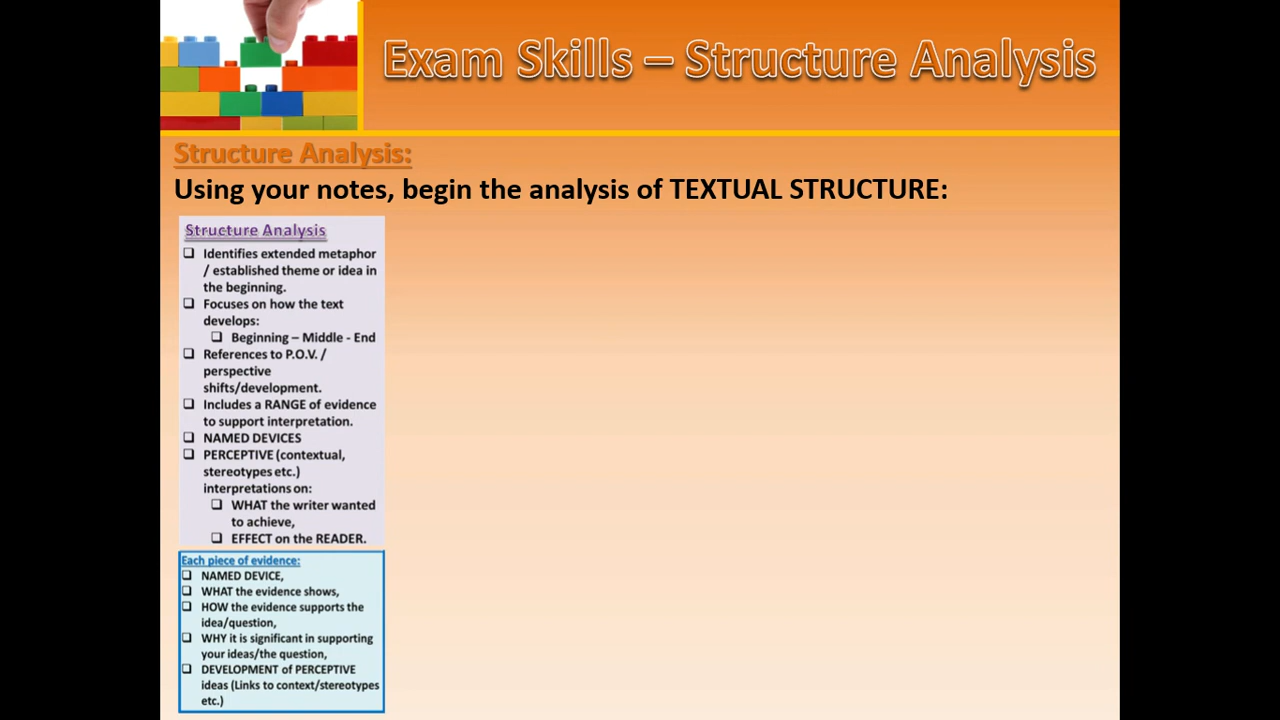 Exam Skills – Structure Analysis
Structure Analysis:
Using your notes, begin the analysis of TEXTUAL STRUCTURE:
Structure Analysis
❑ Identifies extended metaphor
/ established theme or idea in
the beginning.
❑ Focuses on how the text
develops:
❑ Beginning – Middle - End
❑ References to P.O.V. /
perspective
shifts/development.
❑ Includes a RANGE of evidence
to support interpretation.
❑ NAMED DEVICES
❑ PERCEPTIVE (contextual,
stereotypes etc.)
interpretations on:
❑ WHAT the writer wanted
to achieve,
❑ EFFECT on the READER.
Each piece of evidence:
❑ NAMED DEVICE,
❑ WHAT the evidence shows,
❑ HOW the evidence supports the
idea/question,
❑ WHY it is significant in supporting
your ideas/the question,
❑ DEVELOPMENT of PERCEPTIVE
ideas (Links to context/stereotypes
etc.)